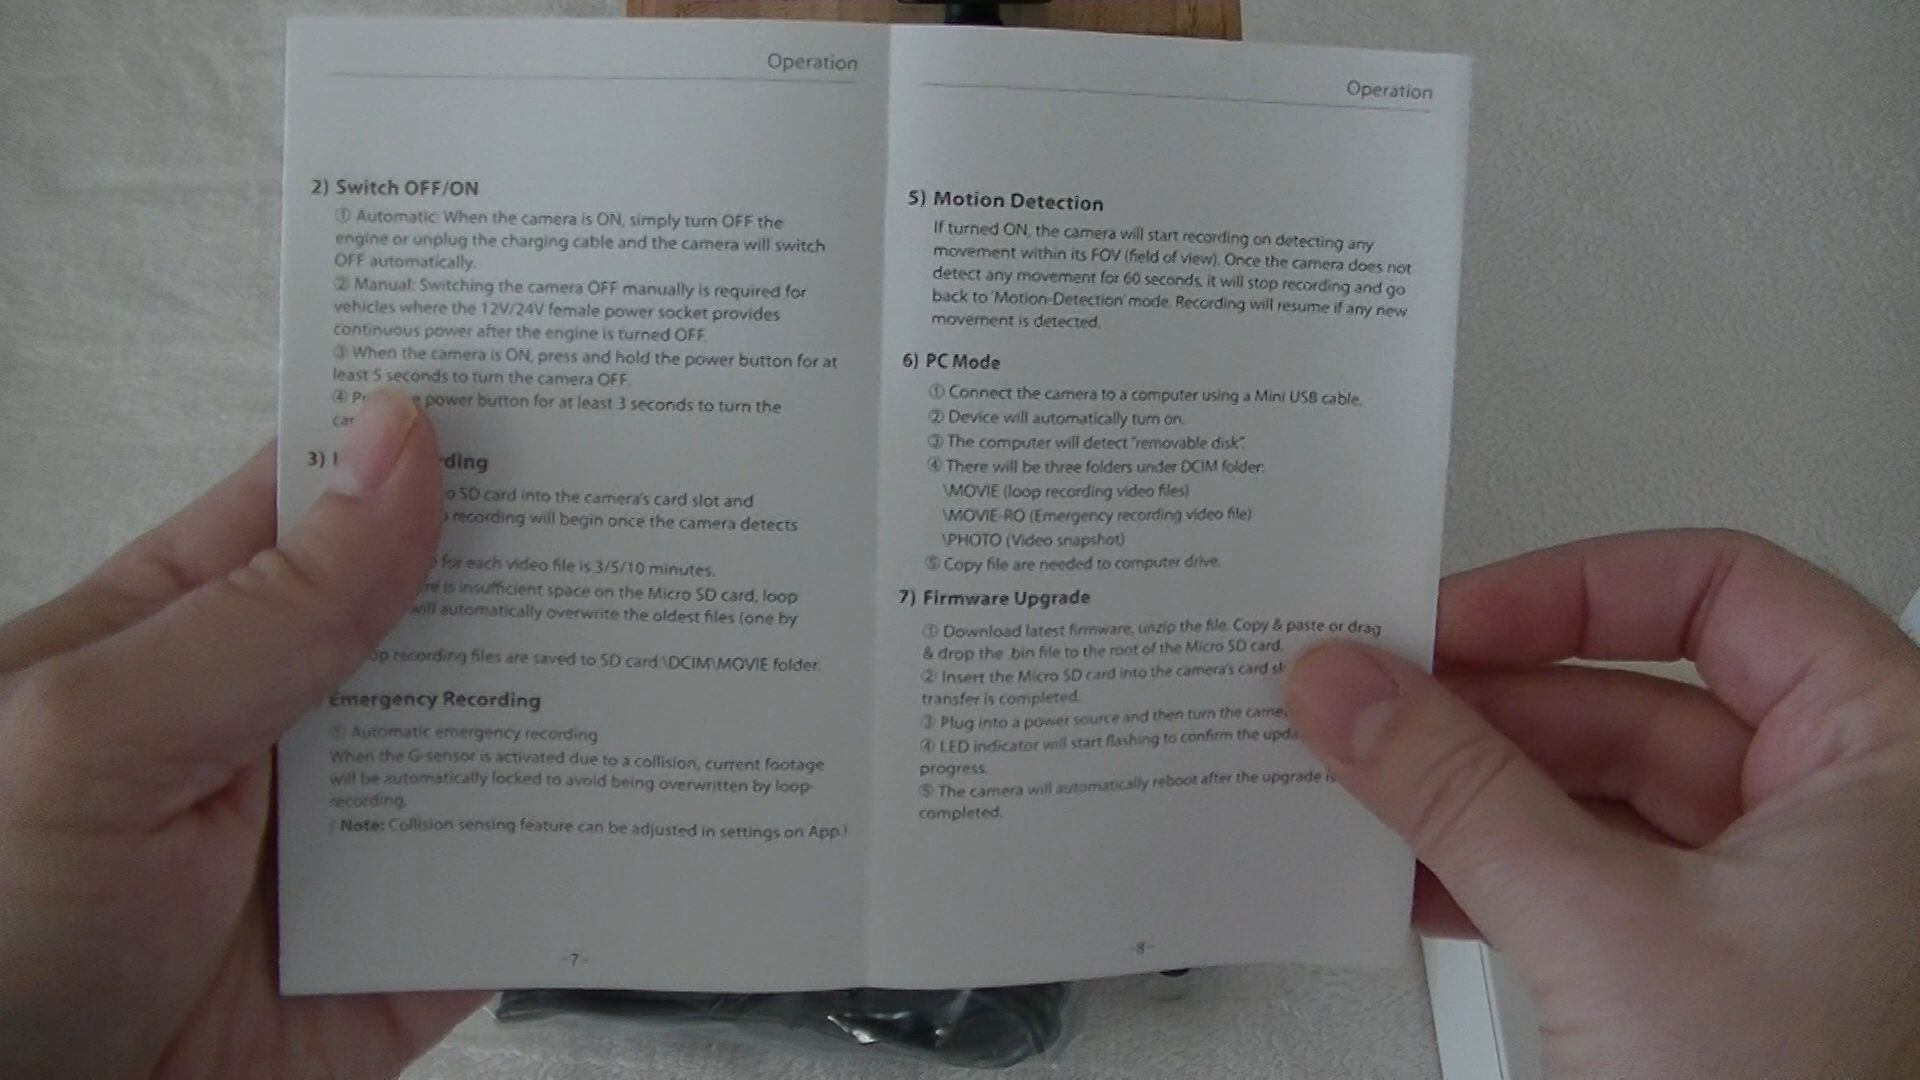 Operation
2) Switch OFF/ON
① Automatic: When the camera is ON, simply turn OFF the
engine or unplug the charging cable and the camera will switch
OFF automatically.
② Manual: Switching the camera OFF manually is required for
vehicles where the 12V/24V female power socket provides
continuous power after the engine is turned OFF.
③ When the camera is ON, press and hold the power button for at
least 5 seconds to turn the camera OFF.
④ power button for at least 3 seconds to turn the
3)
SD card into the camera's card slot and
recording will begin once the camera detects
for each video file is 3/5/10 minutes.
is insufficient space on the Micro SD card, loop
will automatically overwrite the oldest files (one by
recording files are saved to SD card:\DCIM\MOVIE folder.
Emergency Recording
① Automatic emergency recording
When the G-sensor is activated due to a collision, current footage
will be automatically locked to avoid being overwritten by loop-
recording.
(Note: Collision sensing feature can be adjusted in settings on App.)
-7-
Operation
5) Motion Detection
If turned ON, the camera will start recording on detecting any
movement within its FOV (field of view). Once the camera does not
detect any movement for 60 seconds, it will stop recording and go
back to 'Motion-Detection' mode. Recording will resume if any new
movement is detected.
6) PC Mode
① Connect the camera to a computer using a Mini USB cable.
② Device will automatically turn on.
③ The computer will detect "removable disk".
④ There will be three folders under DCIM folder:
\MOVIE (loop recording video files)
\MOVIE-RO (Emergency recording video file)
\PHOTO (Video snapshot)
⑤ Copy file are needed to computer drive.
7) Firmware Upgrade
① Download latest firmware, unzip the file. Copy & paste or drag
& drop the .bin file to the root of the Micro SD card.
② Insert the Micro SD card into the camera's card
transfer is completed.
③ Plug into a power source and then turn the
④ LED indicator will start flashing to confirm the
progress.
⑤ The camera will automatically reboot after the upgrade is
completed.
-8-